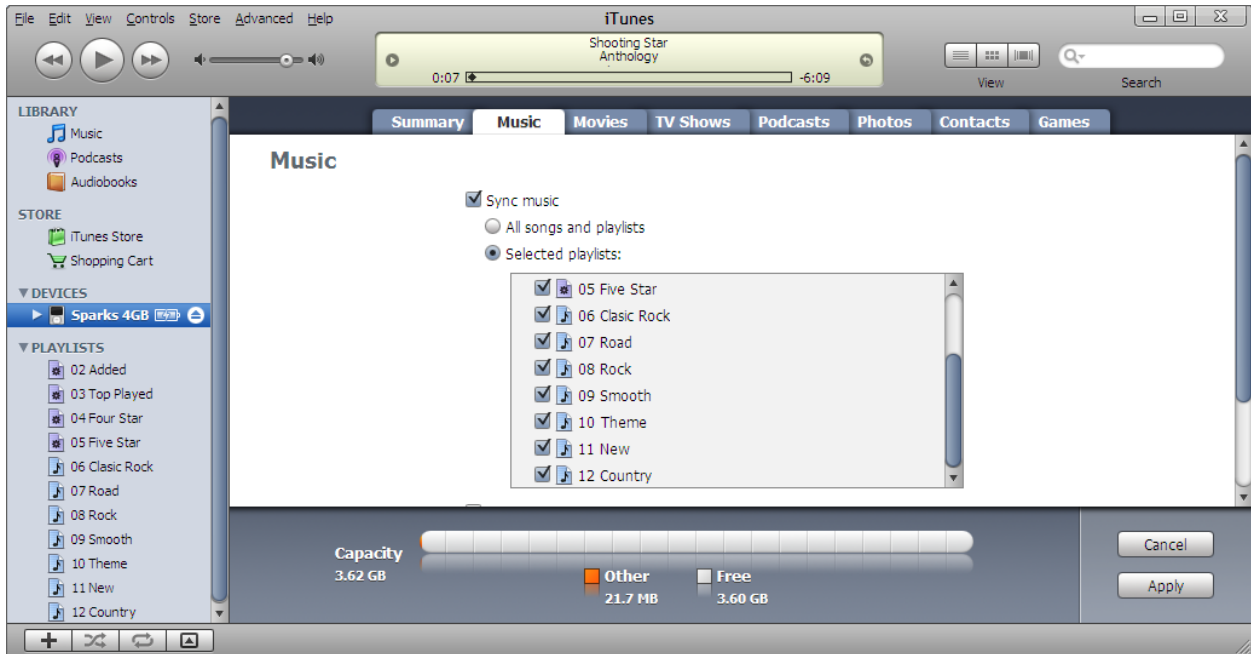 File Edit View Controls Store Advanced Help
iTunes
Shooting Star
Anthology
0:07
-6:09
View
Search
LIBRARY
Music
Podcasts
Audiobooks
STORE
iTunes Store
Shopping Cart
DEVICES
Sparks 4GB
PLAYLISTS
02 Added
03 Top Played
04 Four Star
05 Five Star
06 Clasic Rock
07 Road
08 Rock
09 Smooth
10 Theme
11 New
12 Country
Summary Music Movies TV Shows Podcasts Photos Contacts Games
Music
Sync music
All songs and playlists
Selected playlists:
05 Five Star
06 Clasic Rock
07 Road
08 Rock
09 Smooth
10 Theme
11 New
12 Country
Capacity
3.62 GB
Other
21.7 MB
Free
3.60 GB
Cancel
Apply